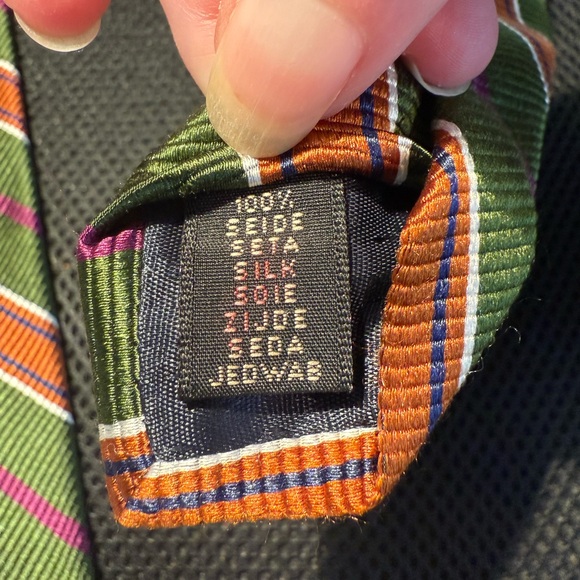 100%
SEIDE
SETA
SILK
SOIE
ZIJDE
SEDA
JEDWAB